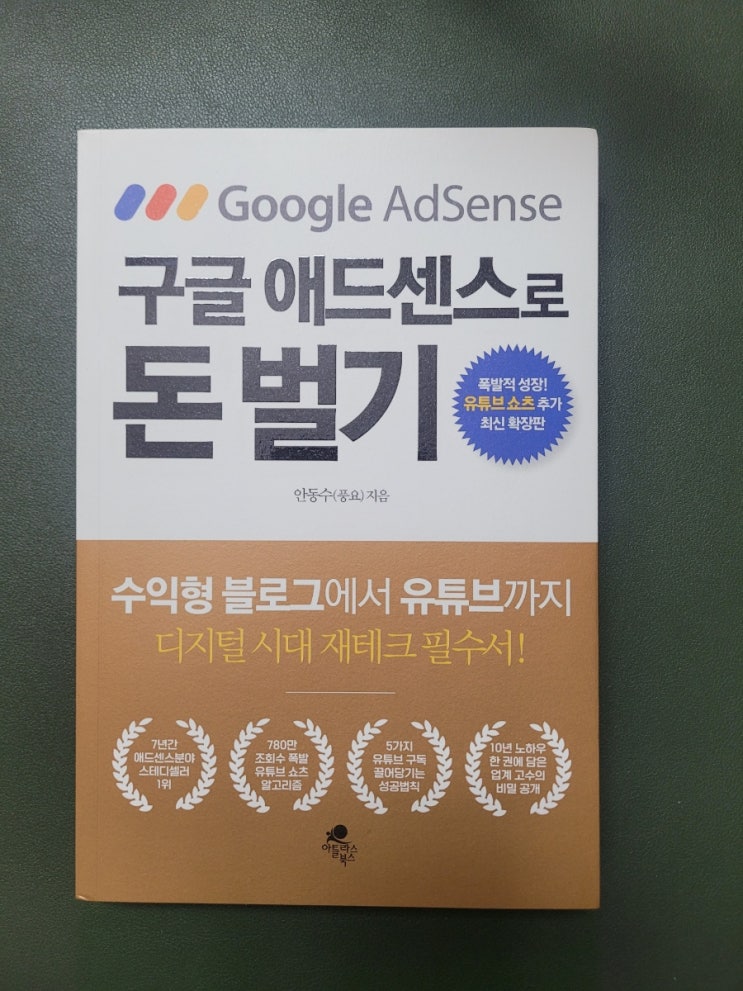 Google AdSense
구글 애드센스로
돈 벌기
폭발적 성장!
유튜브 쇼츠 추가
최신 확장판
안동수(풍요) 지음
수익형 블로그에서 유튜브까지
디지털 시대 재테크 필수서!
7년간
애드센스분야
스테디셀러
1위
780만
조회수 폭발
유튜브 쇼츠
알고리즘
5가지
유튜브 구독
끌어당기는
성공법칙
10년 노하우
한 권에 담은
업계 고수의
비밀 공개
아틀라스
북스